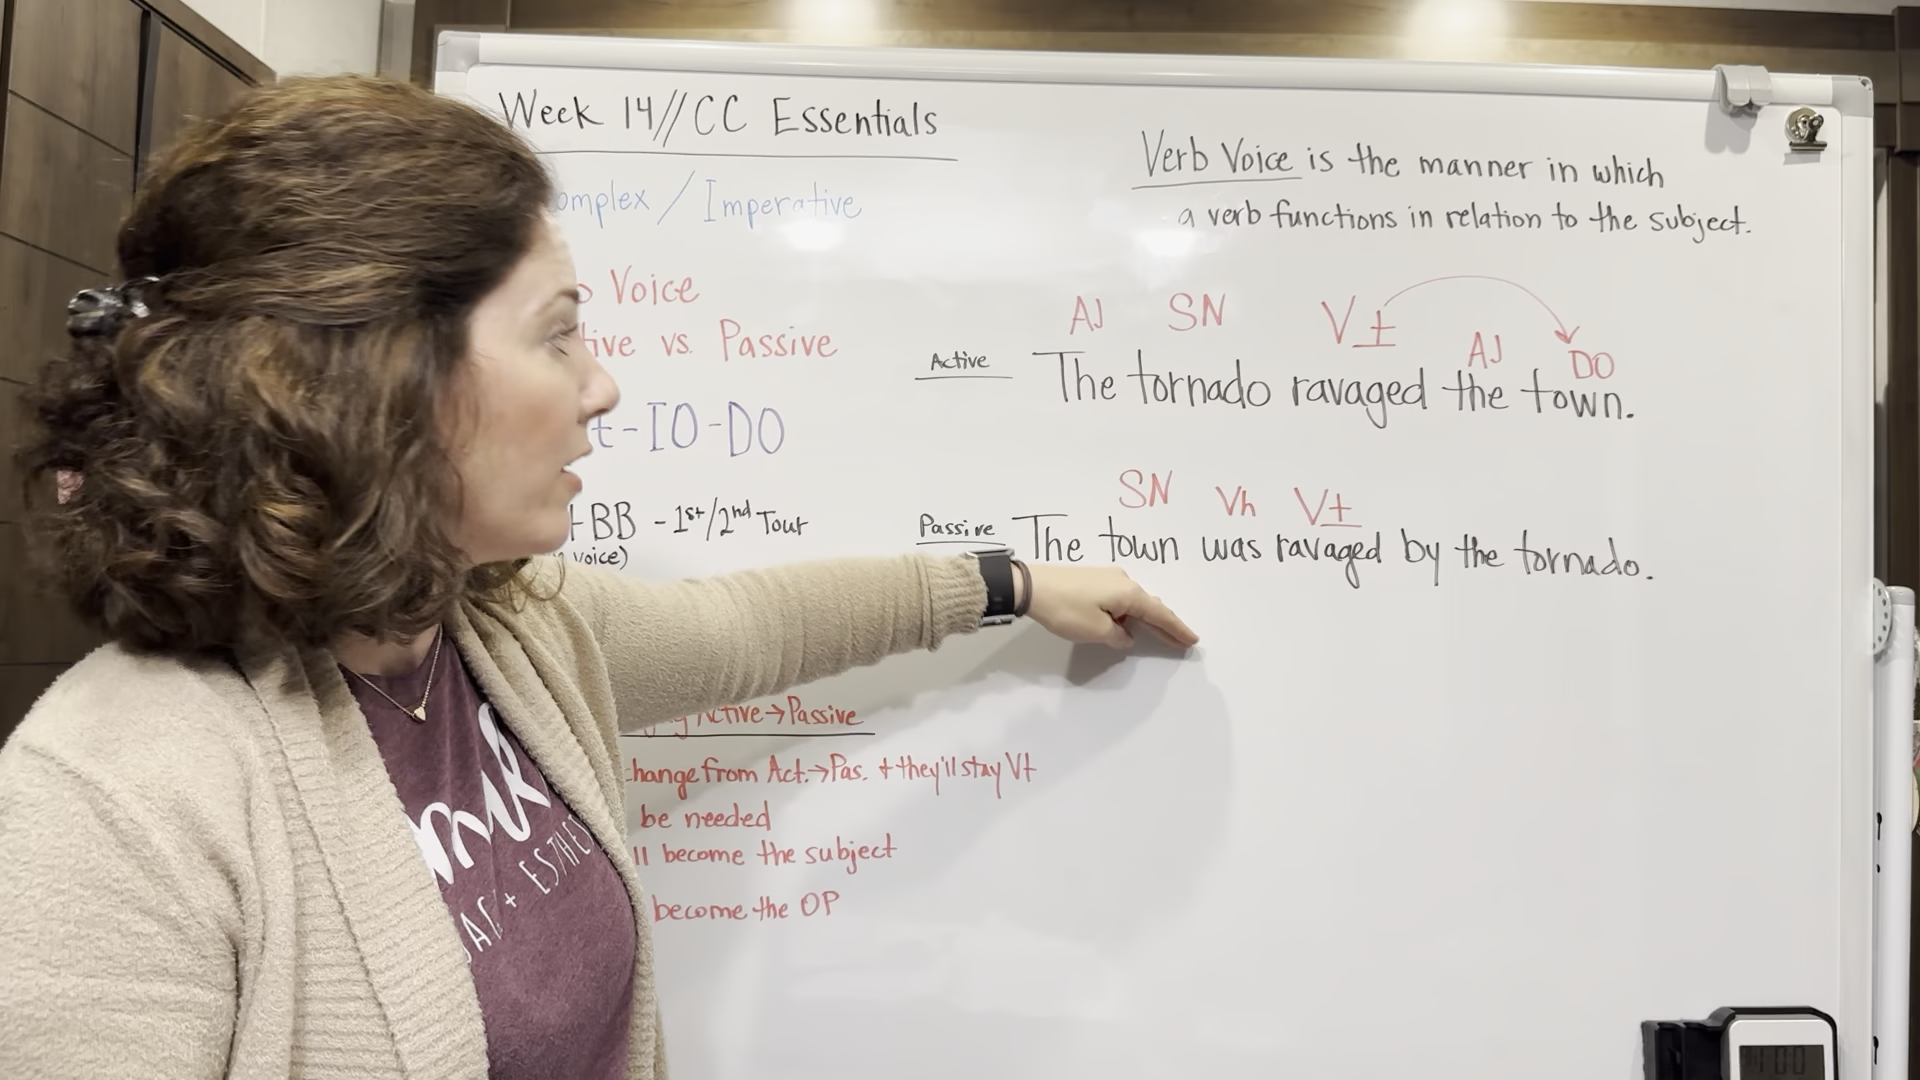 Week 14//CC Essentials
omplex / Imperative
Voice
ive vs. Passive
t-IO-DO
+BB - 1st/2nd Tour
voice)
Active→Passive
change from Act.→Pas. + they'll stay Vt
be needed
ll become the subject
become the OP
Verb Voice is the manner in which
a verb functions in relation to the subject.
AJ SN Vt AJ DO
Active The tornado ravaged the town.
SN Vh Vt
Passive The town was ravaged by the tornado.